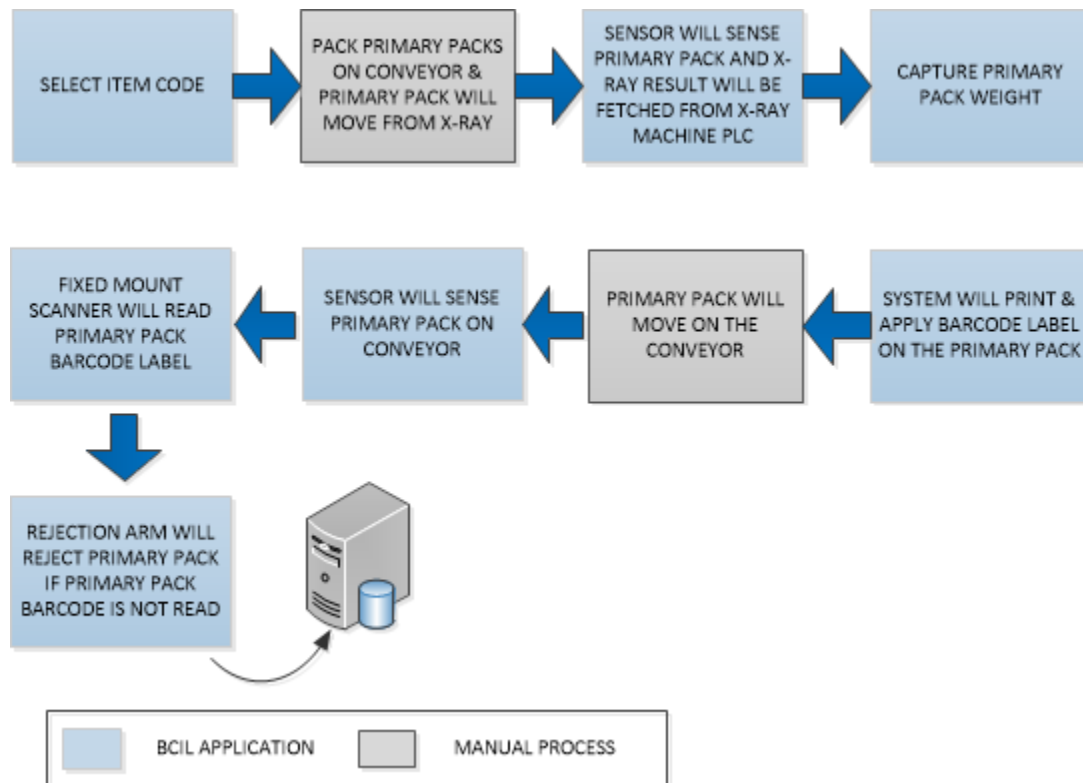 SELECT ITEM CODE
PACK PRIMARY PACKS
ON CONVEYOR &
PRIMARY PACK WILL
MOVE FROM X-RAY
SENSOR WILL SENSE
PRIMARY PACK AND X-
RAY RESULT WILL BE
FETCHED FROM X-RAY
MACHINE PLC
CAPTURE PRIMARY
PACK WEIGHT
SYSTEM WILL PRINT &
APPLY BARCODE LABEL
ON THE PRIMARY PACK
PRIMARY PACK WILL
MOVE ON THE
CONVEYOR
SENSOR WILL SENSE
PRIMARY PACK ON
CONVEYOR
FIXED MOUNT
SCANNER WILL READ
PRIMARY PACK
BARCODE LABEL
REJECTION ARM WILL
REJECT PRIMARY PACK
IF PRIMARY PACK
BARCODE IS NOT READ
BCIL APPLICATION
MANUAL PROCESS